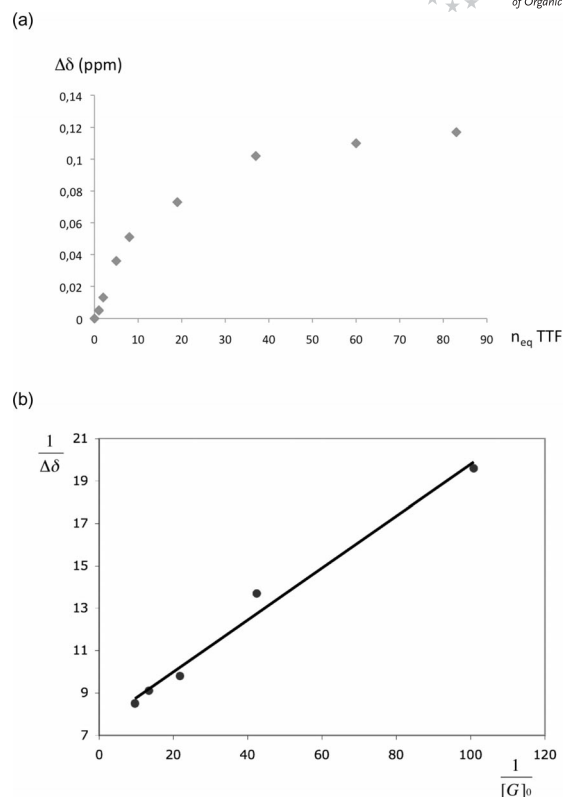 of Organic
(a)
Δδ (ppm)
0,14
0,12
0,1
0,08
0,06
0,04
0,02
0
0 10 20 30 40 50 60 70 80 90
n_eq TTF
(b)
1
Δδ
21
19
17
15
13
11
9
7
0 20 40 60 80 100 120
1
[G]₀